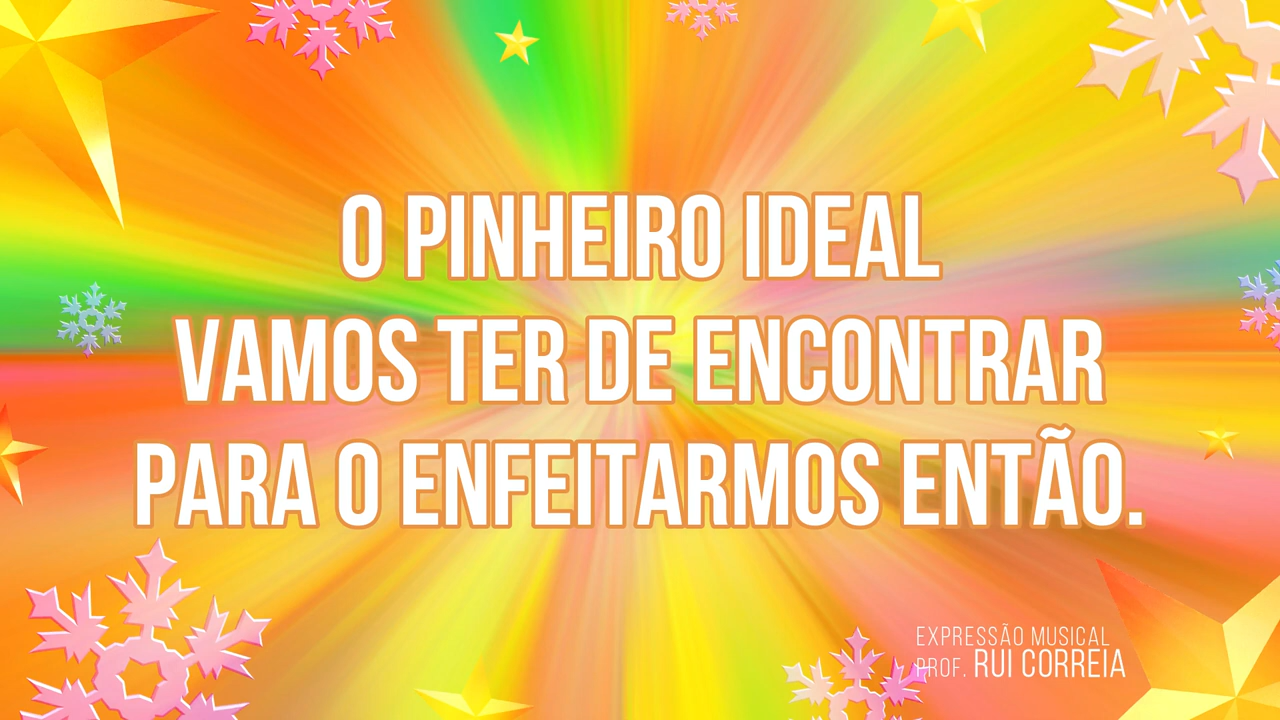 O PINHEIRO IDEAL
VAMOS TER DE ENCONTRAR
PARA O ENFEITARMOS ENTÃO.
EXPRESSÃO MUSICAL
PROF. RUI CORREIA